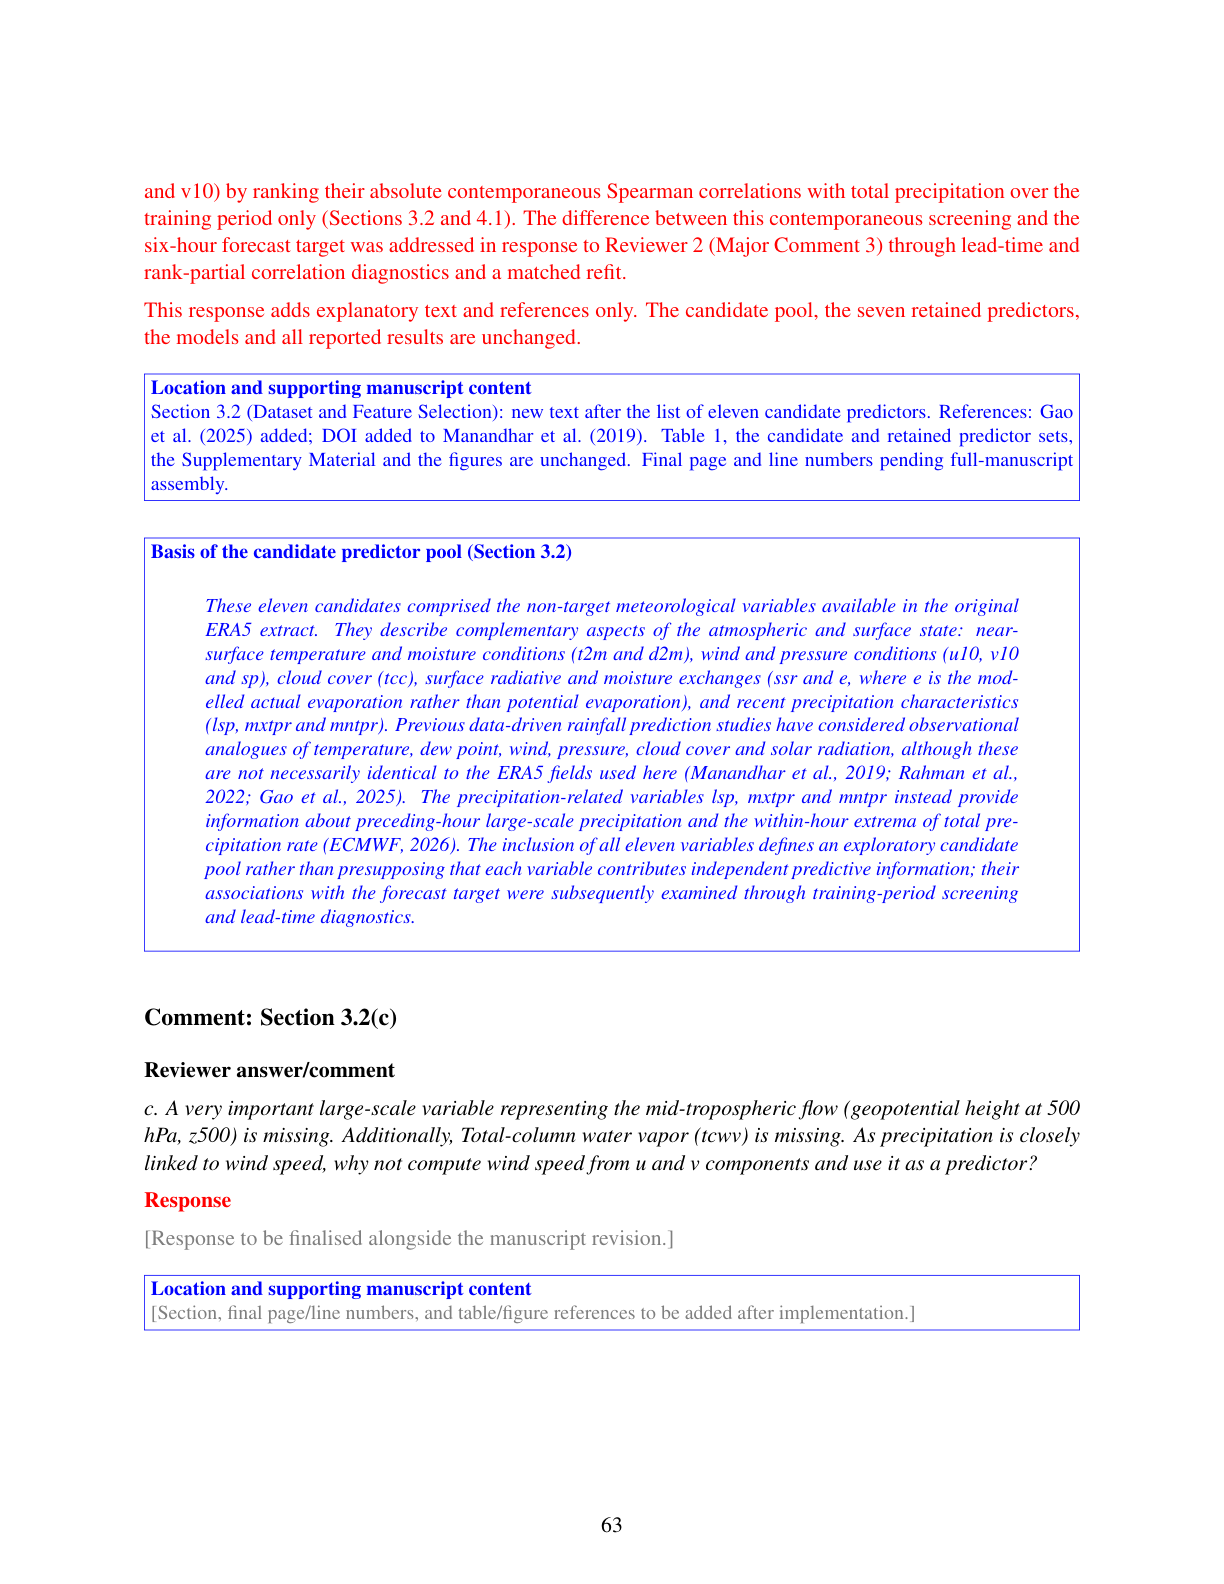 and v10) by ranking their absolute contemporaneous Spearman correlations with total precipitation over the
training period only (Sections 3.2 and 4.1). The difference between this contemporaneous screening and the
six-hour forecast target was addressed in response to Reviewer 2 (Major Comment 3) through lead-time and
rank-partial correlation diagnostics and a matched refit.
This response adds explanatory text and references only. The candidate pool, the seven retained predictors,
the models and all reported results are unchanged.
Location and supporting manuscript content
Section 3.2 (Dataset and Feature Selection): new text after the list of eleven candidate predictors. References: Gao
et al. (2025) added; DOI added to Manandhar et al. (2019). Table 1, the candidate and retained predictor sets,
the Supplementary Material and the figures are unchanged. Final page and line numbers pending full-manuscript
assembly.
Basis of the candidate predictor pool (Section 3.2)
These eleven candidates comprised the non-target meteorological variables available in the original
ERA5 extract. They describe complementary aspects of the atmospheric and surface state: near-
surface temperature and moisture conditions (t2m and d2m), wind and pressure conditions (u10, v10
and sp), cloud cover (tcc), surface radiative and moisture exchanges (ssr and e, where e is the mod-
elled actual evaporation rather than potential evaporation), and recent precipitation characteristics
(lsp, mxtpr and mntpr). Previous data-driven rainfall prediction studies have considered observational
analogues of temperature, dew point, wind, pressure, cloud cover and solar radiation, although these
are not necessarily identical to the ERA5 fields used here (Manandhar et al., 2019; Rahman et al.,
2022; Gao et al., 2025). The precipitation-related variables lsp, mxtpr and mntpr instead provide
information about preceding-hour large-scale precipitation and the within-hour extrema of total pre-
cipitation rate (ECMWF, 2026). The inclusion of all eleven variables defines an exploratory candidate
pool rather than presupposing that each variable contributes independent predictive information; their
associations with the forecast target were subsequently examined through training-period screening
and lead-time diagnostics.
Comment: Section 3.2(c)
Reviewer answer/comment
c. A very important large-scale variable representing the mid-tropospheric flow (geopotential height at 500
hPa, z500) is missing. Additionally, Total-column water vapor (tcwv) is missing. As precipitation is closely
linked to wind speed, why not compute wind speed from u and v components and use it as a predictor?
Response
[Response to be finalised alongside the manuscript revision.]
Location and supporting manuscript content
[Section, final page/line numbers, and table/figure references to be added after implementation.]
63